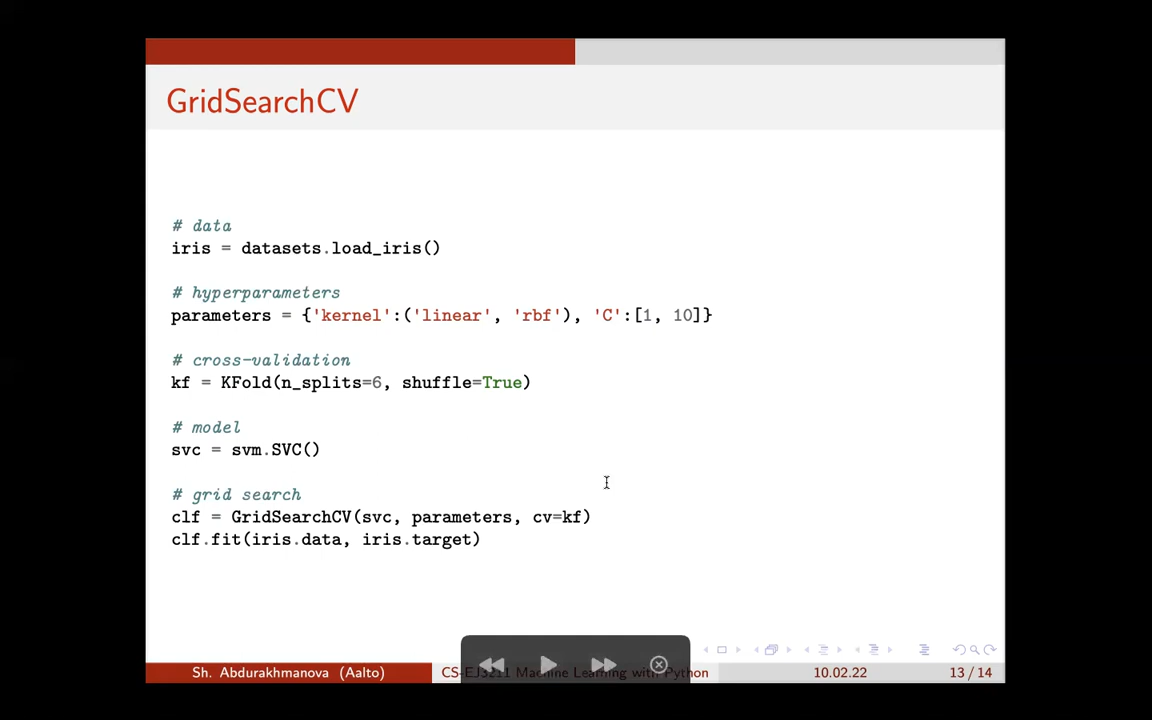 GridSearchCV
# data
iris = datasets.load_iris()
# hyperparameters
parameters = {'kernel':('linear', 'rbf'), 'C':[1, 10]}
# cross-validation
kf = KFold(n_splits=6, shuffle=True)
# model
svc = svm.SVC()
# grid search
clf = GridSearchCV(svc, parameters, cv=kf)
clf.fit(iris.data, iris.target)
Sh. Abdurakhmanova (Aalto) CS-EJ3211 Machine Learning with Python 10.02.22 13 / 14